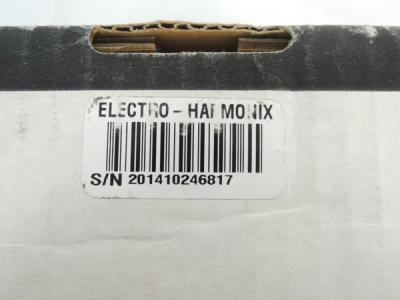 ELECTRO - HARMONIX
S/N 201410246817